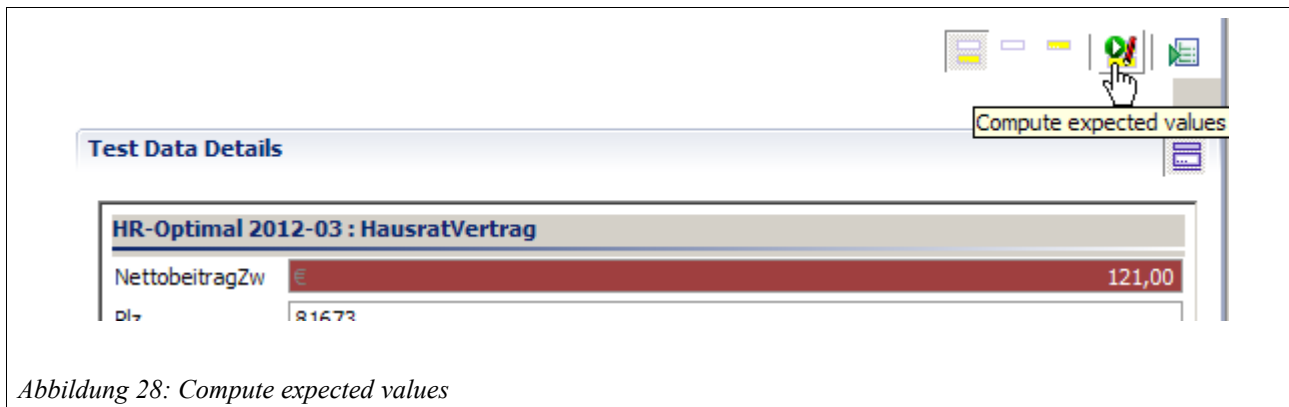 Compute expected values
Test Data Details
HR-Optimal 2012-03 : HausratVertrag
NettobeitragZw € 121,00
Plz 81673
Abbildung 28: Compute expected values